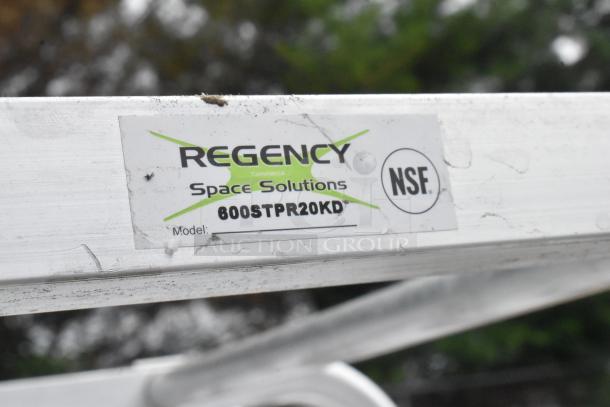 REGENCY
Space Solutions
NSF
600STPR20KD
Model:
AUCTION GROUP